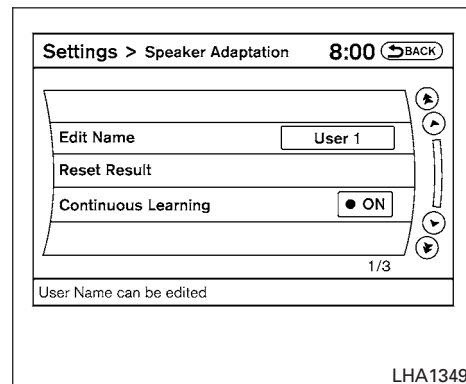 Settings > Speaker Adaptation 8:00 BACK
Edit Name User 1
Reset Result
Continuous Learning ON
1/3
User Name can be edited
LHA1349